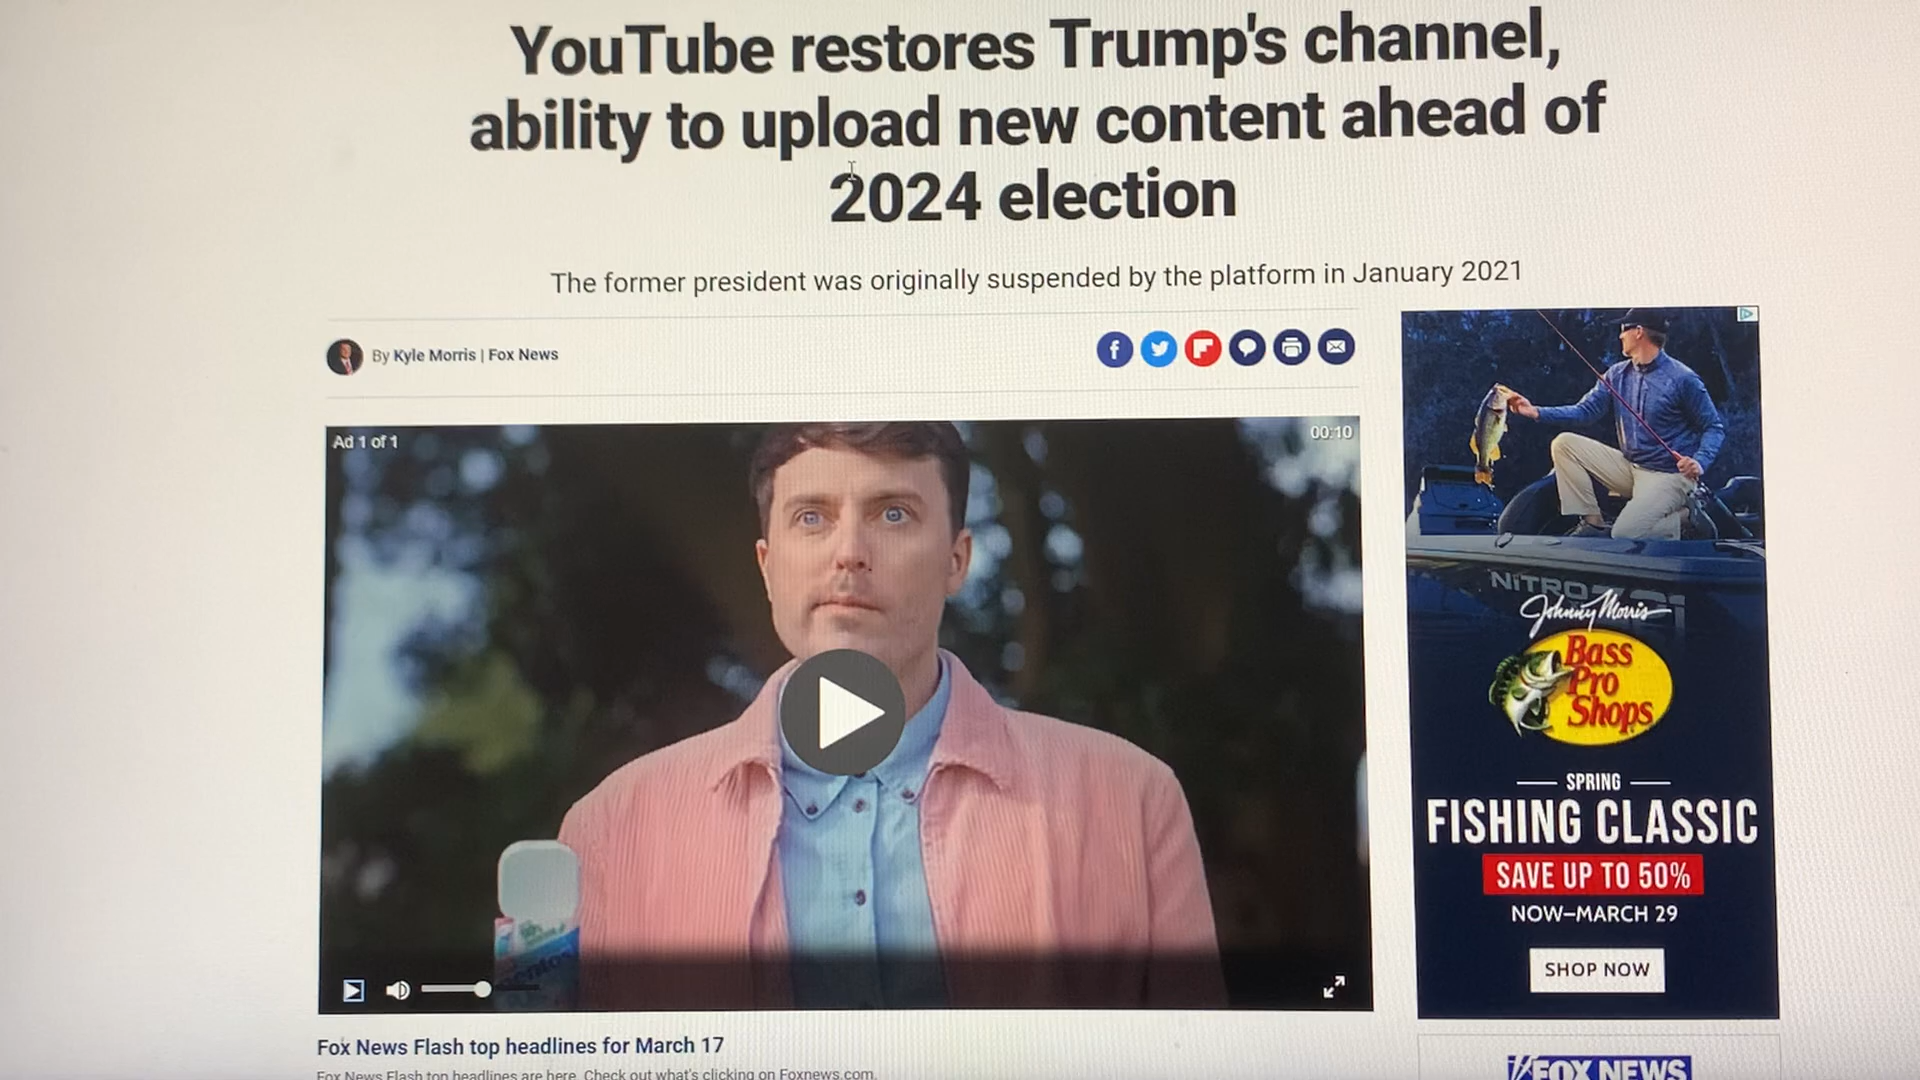 YouTube restores Trump's channel,
ability to upload new content ahead of
2024 election
The former president was originally suspended by the platform in January 2021
By Kyle Morris | Fox News
Ad 1 of 1
00:10
Fox News Flash top headlines for March 17
Fox News Flash top headlines are here. Check out what's clicking on Foxnews.com.
NITRO
Johnny Morris
Bass
Pro
Shops
SPRING
FISHING CLASSIC
SAVE UP TO 50%
NOW–MARCH 29
SHOP NOW
FOX NEWS